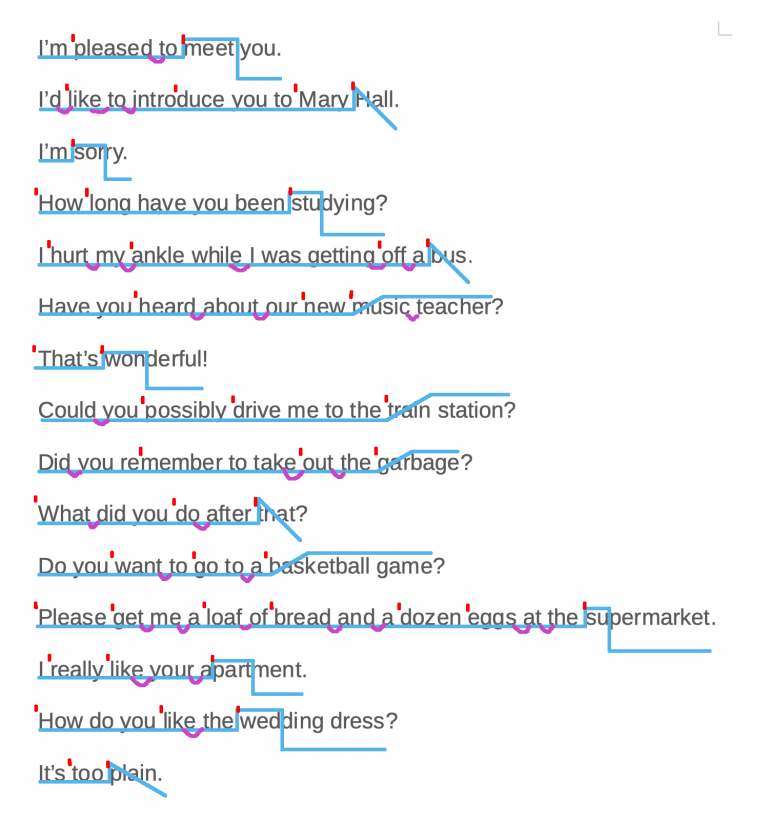 I’m pleased to meet you.
I’d like to introduce you to Mary Hall.
I’m sorry.
How long have you been studying?
I hurt my ankle while I was getting off a bus.
Have you heard about our new music teacher?
That’s wonderful!
Could you possibly drive me to the train station?
Did you remember to take out the garbage?
What did you do after that?
Do you want to go to a basketball game?
Please get me a loaf of bread and a dozen eggs at the supermarket.
I really like your apartment.
How do you like the wedding dress?
It’s too plain.